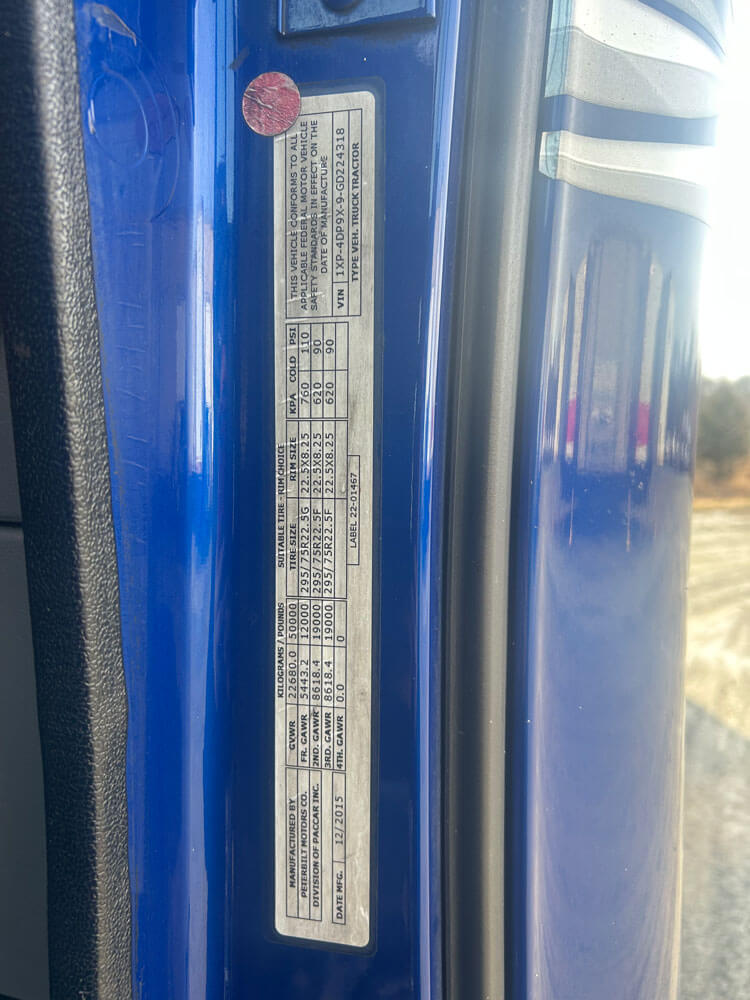 MANUFACTURED BY
PETERBILT MOTORS CO.
DIVISION OF PACCAR INC.
DATE MFG. 12/2015
KILOGRAMS / POUNDS
GVWR 22680.0 50000
FR. GAWR 5443.2 12000
2ND. GAWR 8618.4 19000
3RD. GAWR 8618.4 19000
4TH. GAWR 0.0 0
SUITABLE TIRE - RIM CHOICE
TIRE SIZE RIM SIZE KPA COLD PSI
295/75R22.5G 22.5X8.25 760 110
295/75R22.5F 22.5X8.25 620 90
295/75R22.5F 22.5X8.25 620 90
LABEL 22-01467
THIS VEHICLE CONFORMS TO ALL
APPLICABLE FEDERAL MOTOR VEHICLE
SAFETY STANDARDS IN EFFECT ON THE
DATE OF MANUFACTURE
VIN 1XP-4DP9X-9-GD224318
TYPE VEH. TRUCK TRACTOR